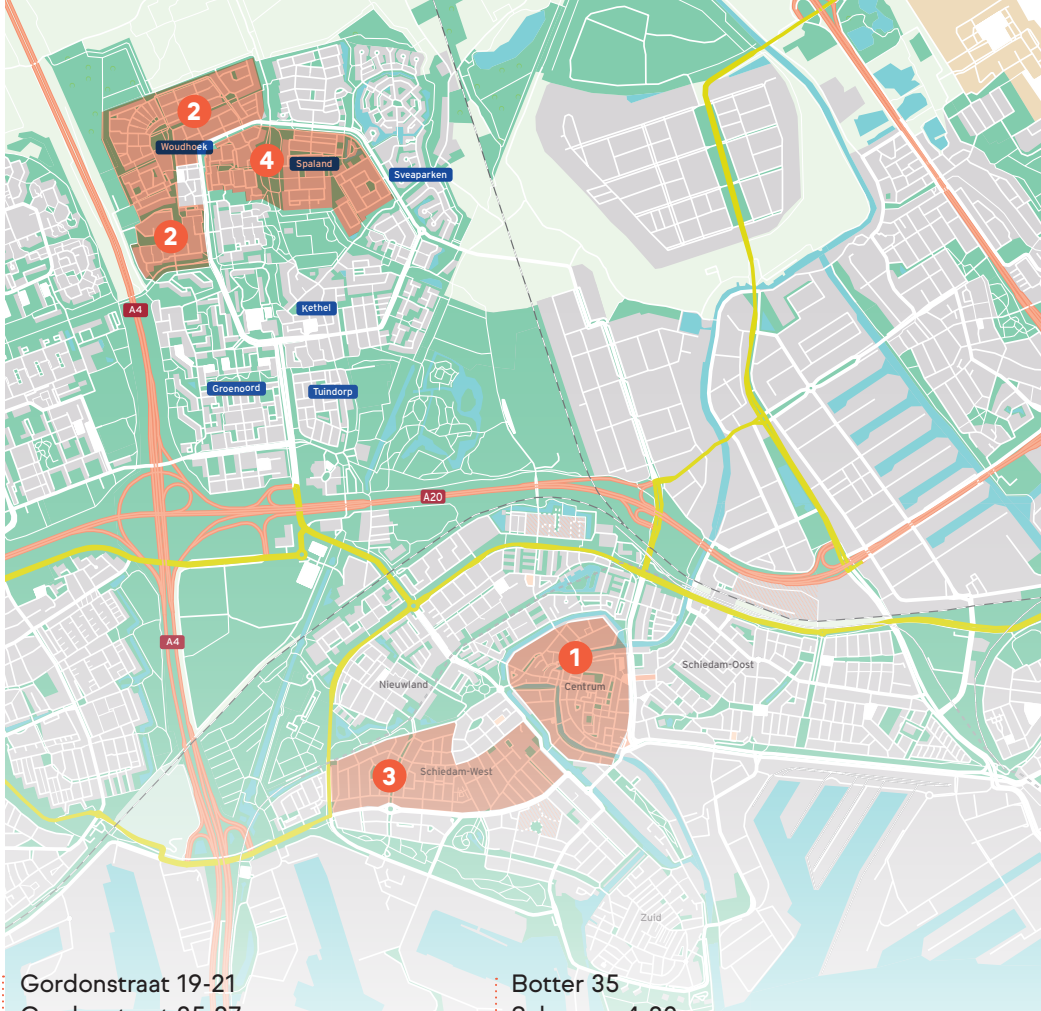 2
Woudhoek
4
Spaland
Sveaparken
2
A4
Kethel
Groenoord
Tuindorp
A20
A4
1
Centrum
Schiedam-Oost
Nieuwland
3
Schiedam-West
Zuid
Gordonstraat 19-21
Botter 35